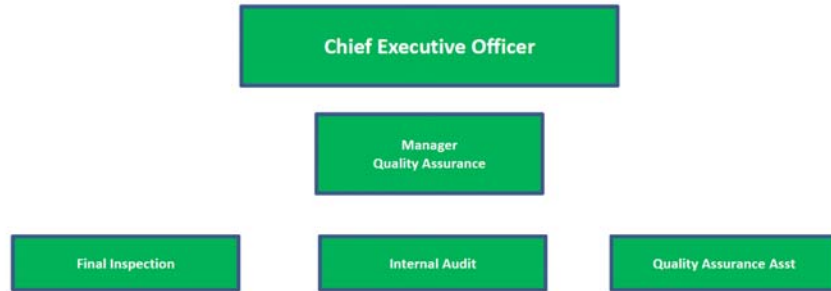 Chief Executive Officer
Manager
Quality Assurance
Final Inspection
Internal Audit
Quality Assurance Asst